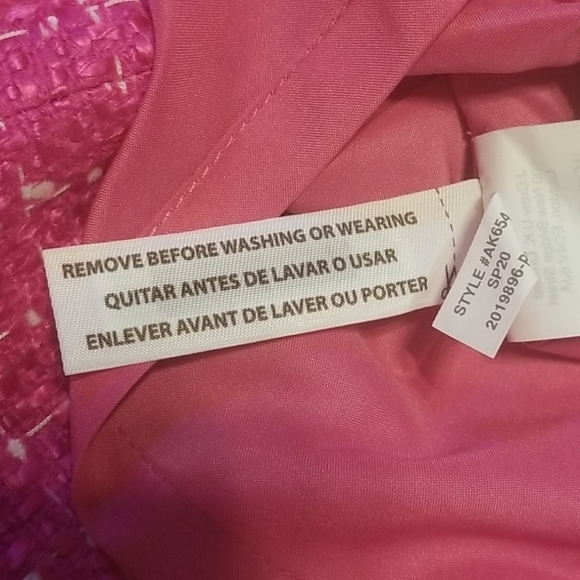 REMOVE BEFORE WASHING OR WEARING
QUITAR ANTES DE LAVAR O USAR
ENLEVER AVANT DE LAVER OU PORTER
STYLE #AK654
SP20
2019896-P